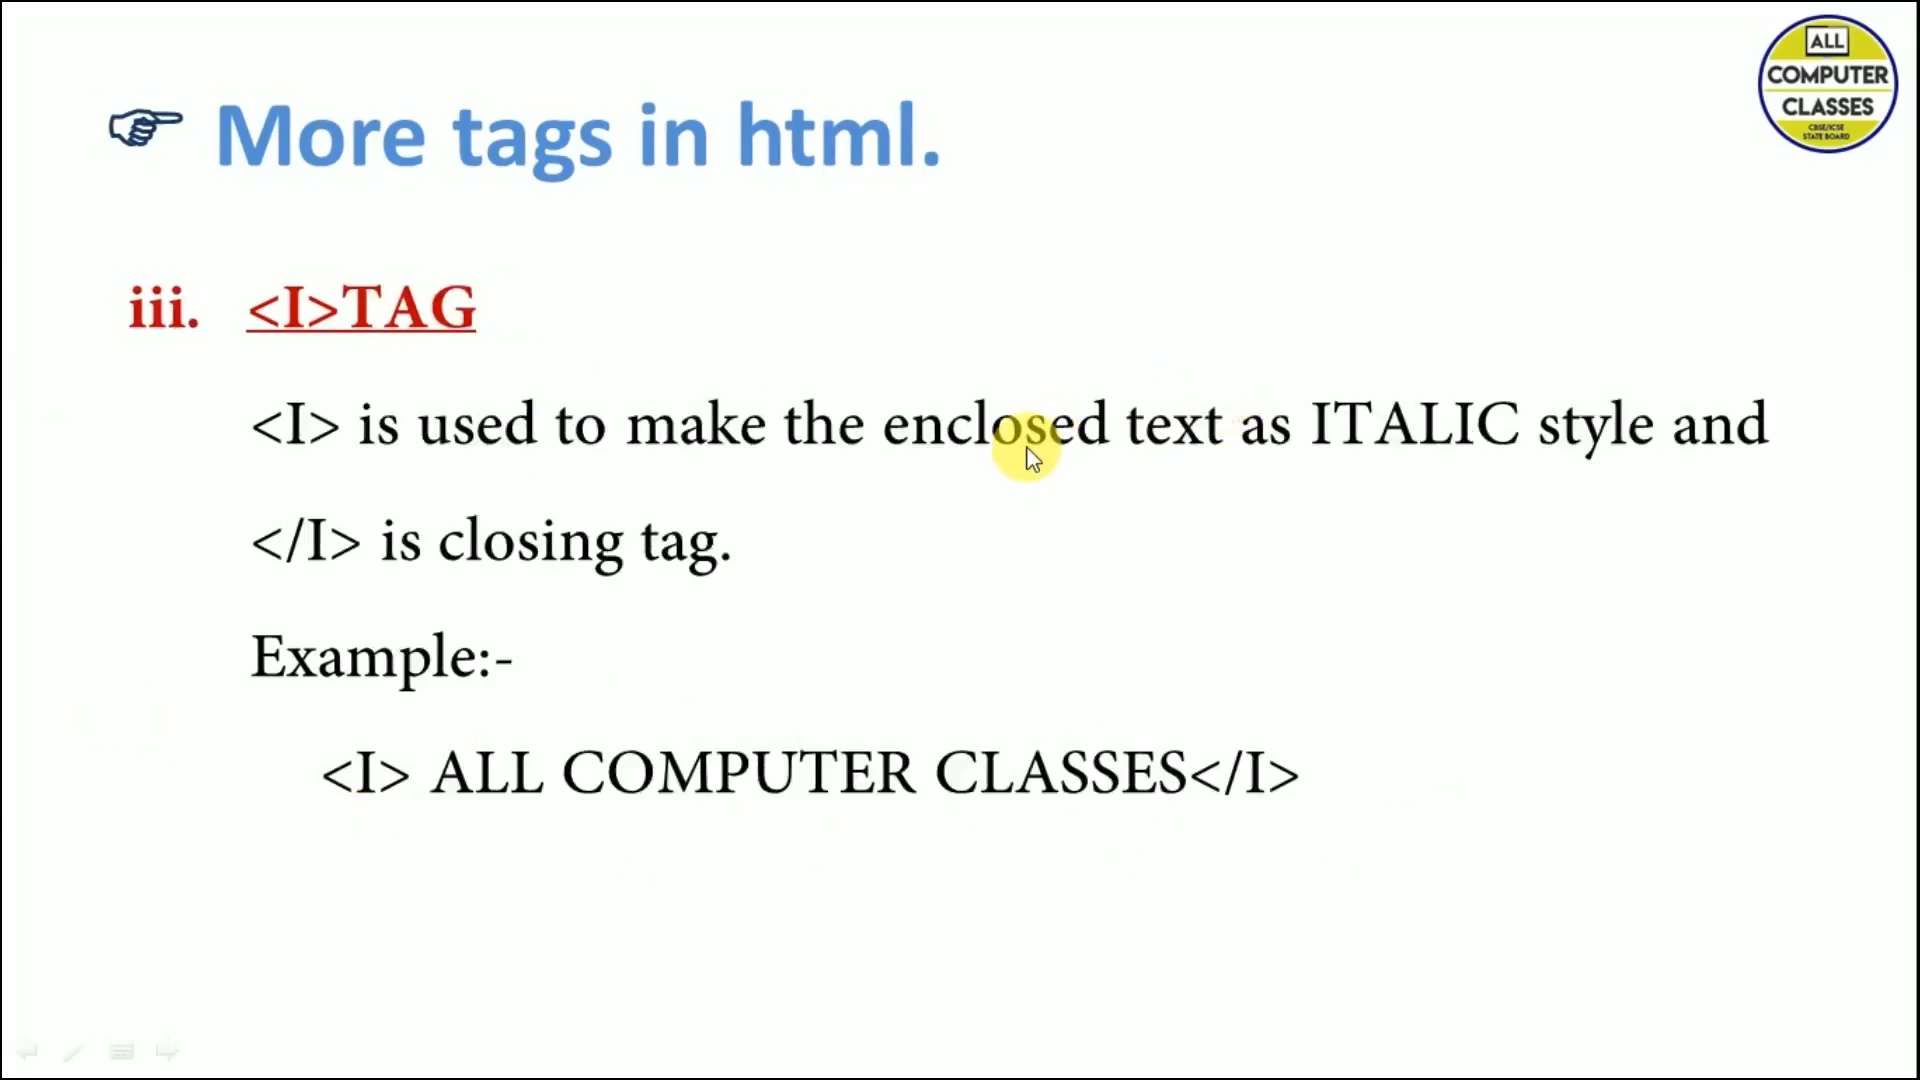 ALL
COMPUTER
CLASSES
CBSE/ICSE
STATE BOARD
More tags in html.
iii. <I>TAG
<I> is used to make the enclosed text as ITALIC style and
</I> is closing tag.
Example:-
<I> ALL COMPUTER CLASSES</I>